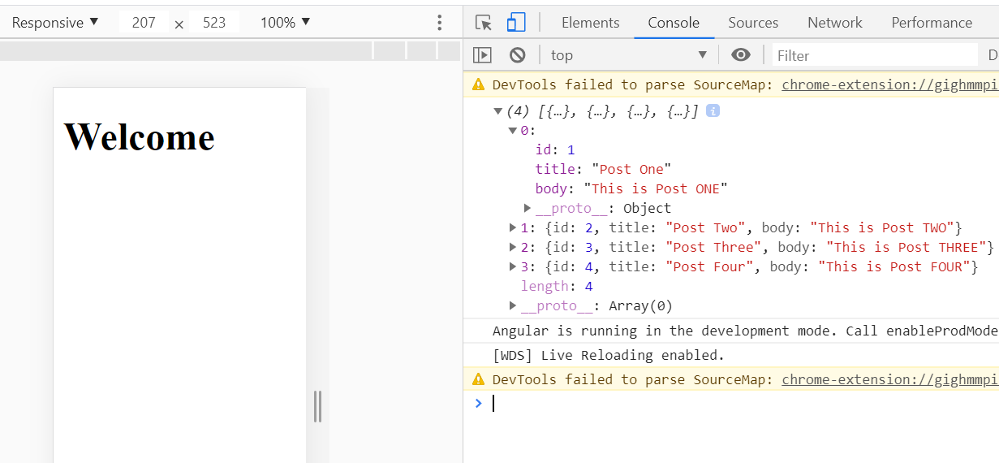 Responsive ▼ 207 × 523 100% ▼
Elements Console Sources Network Performance
top ▼ Filter D
DevTools failed to parse SourceMap: chrome-extension://gighmmpi
▼(4) [{…}, {…}, {…}, {…}] i
▼0:
id: 1
title: "Post One"
body: "This is Post ONE"
▶__proto__: Object
▶1: {id: 2, title: "Post Two", body: "This is Post TWO"}
▶2: {id: 3, title: "Post Three", body: "This is Post THREE"}
▶3: {id: 4, title: "Post Four", body: "This is Post FOUR"}
length: 4
▶__proto__: Array(0)
Angular is running in the development mode. Call enableProdMode
[WDS] Live Reloading enabled.
DevTools failed to parse SourceMap: chrome-extension://gighmmpi
>
Welcome